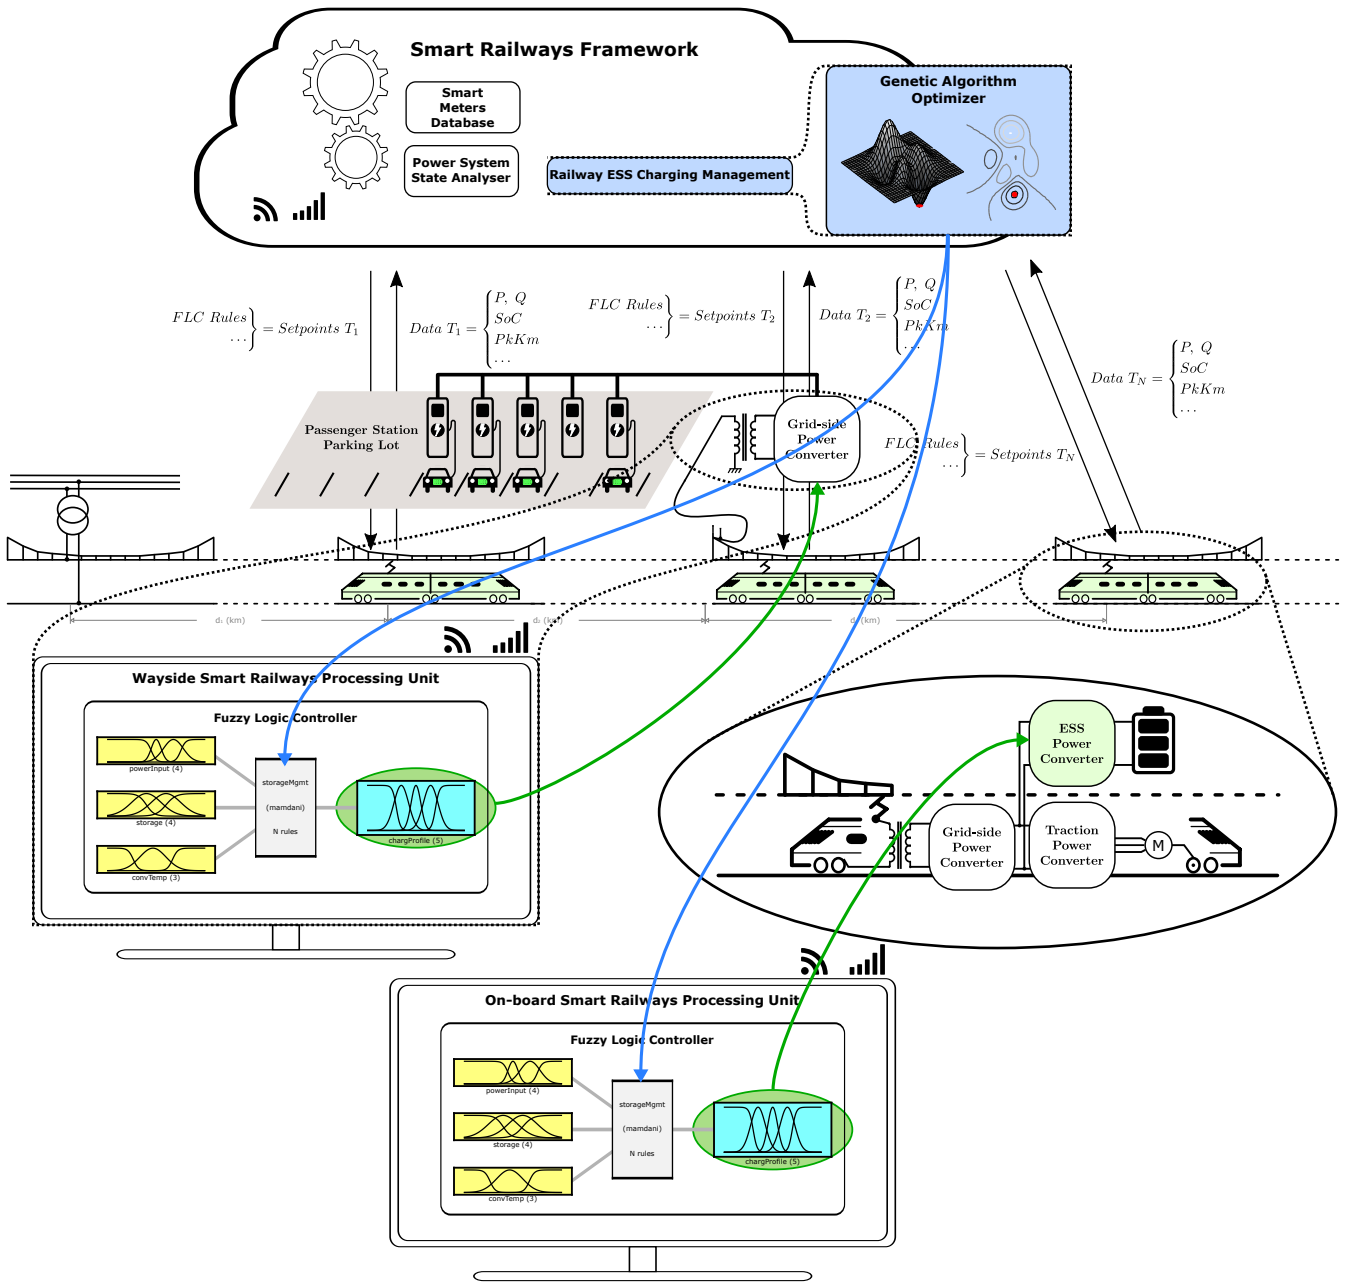 Smart Railways Framework
Smart
Meters
Database
Power System
State Analyser
Railway ESS Charging Management
Genetic Algorithm
Optimizer
FLC Rules
...
= Setpoints T1
Data T1 =
P, Q
SoC
PkKm
...
FLC Rules
...
= Setpoints T2
Data T2 =
P, Q
SoC
PkKm
...
Data TN =
P, Q
SoC
PkKm
...
FLC Rules
...
= Setpoints TN
Passenger Station
Parking Lot
Grid-side
Power
Converter
d₁ (km)
(km)
(km)
Wayside Smart Railways Processing Unit
Fuzzy Logic Controller
powerInput (4)
storage (4)
convTemp (3)
storageMgmt
(mamdani)
N rules
chargProfile (5)
ESS
Power
Converter
Grid-side
Power
Converter
Traction
Power
Converter
M
On-board Smart Railways Processing Unit
Fuzzy Logic Controller
powerInput (4)
storage (4)
convTemp (3)
storageMgmt
(mamdani)
N rules
chargProfile (5)